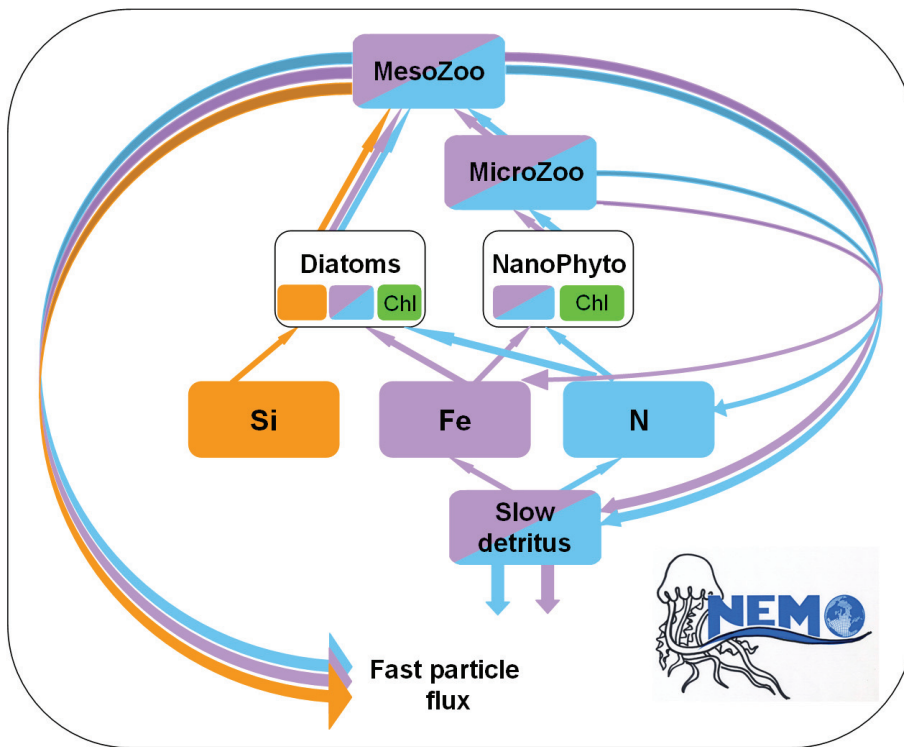 MesoZoo
MicroZoo
Diatoms
NanoPhyto
Chl
Chl
Si
Fe
N
Slow
detritus
NEMO
Fast particle
flux